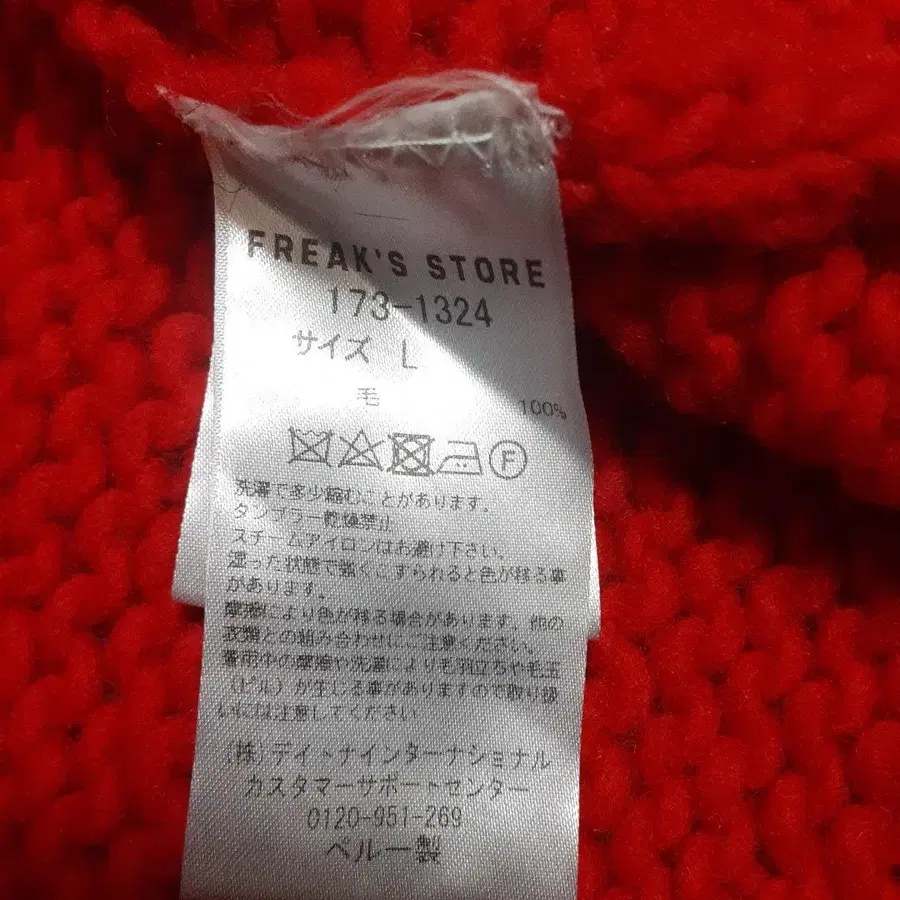 FREAK'S STORE
173-1324
サイズ L
毛 100%
F
洗濯で多少縮むことがあります。
タンブラー乾燥禁止
スチームアイロンはお避け下さい。
湿った状態で強くこすられると色が移る事
があります。
摩擦により色が移る場合があります。他の
衣類との組み合わせにご注意ください。
着用中の摩擦や洗濯により毛羽立ちや毛玉
（ピル）が生じる事がありますので取り扱
いには注意してください
(株)デイトナインターナショナル
カスタマーサポートセンター
0120-951-269
ペルー製